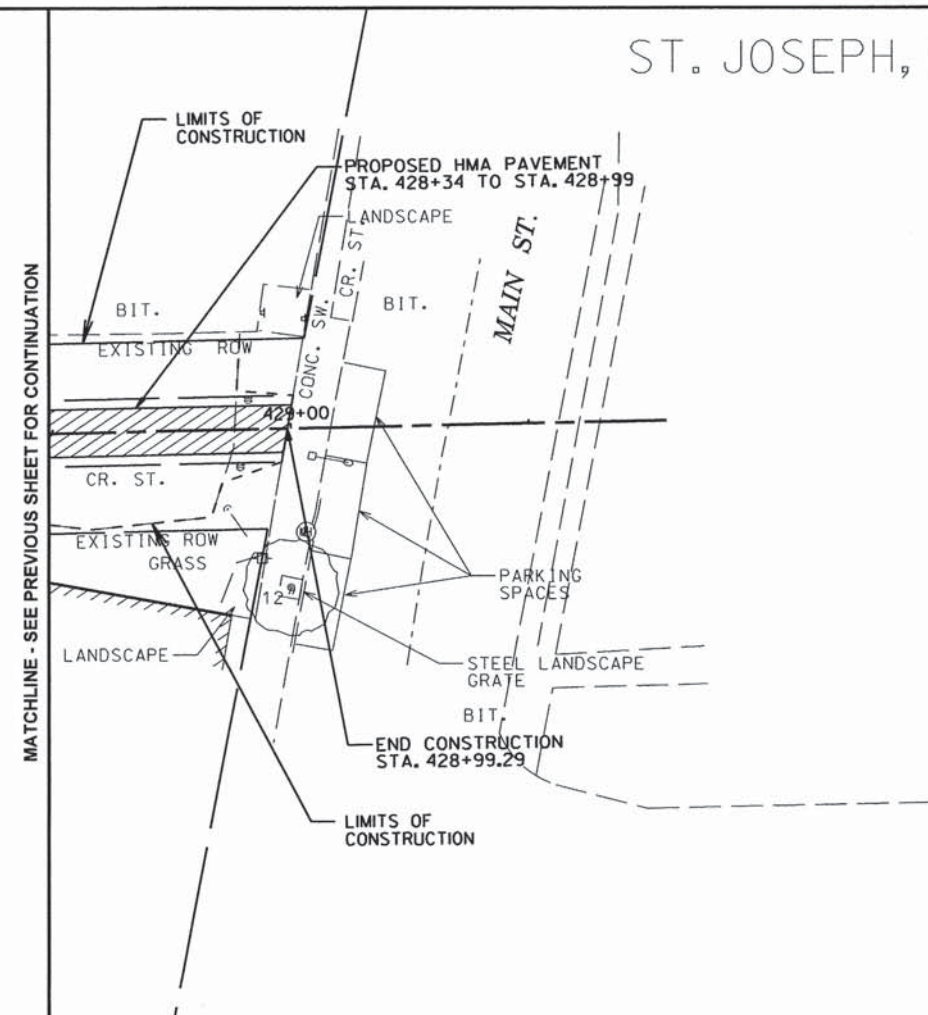 ST. JOSEPH,
LIMITS OF
CONSTRUCTION
PROPOSED HMA PAVEMENT
STA. 428+34 TO STA. 428+99
LANDSCAPE
CR. ST.
MAIN ST.
BIT.
BIT.
CONC. SW.
EXISTING ROW
429+00
CR. ST.
EXISTING ROW
GRASS
PARKING
SPACES
12"
LANDSCAPE
STEEL LANDSCAPE
GRATE
BIT.
END CONSTRUCTION
STA. 428+99.29
LIMITS OF
CONSTRUCTION
MATCHLINE - SEE PREVIOUS SHEET FOR CONTINUATION